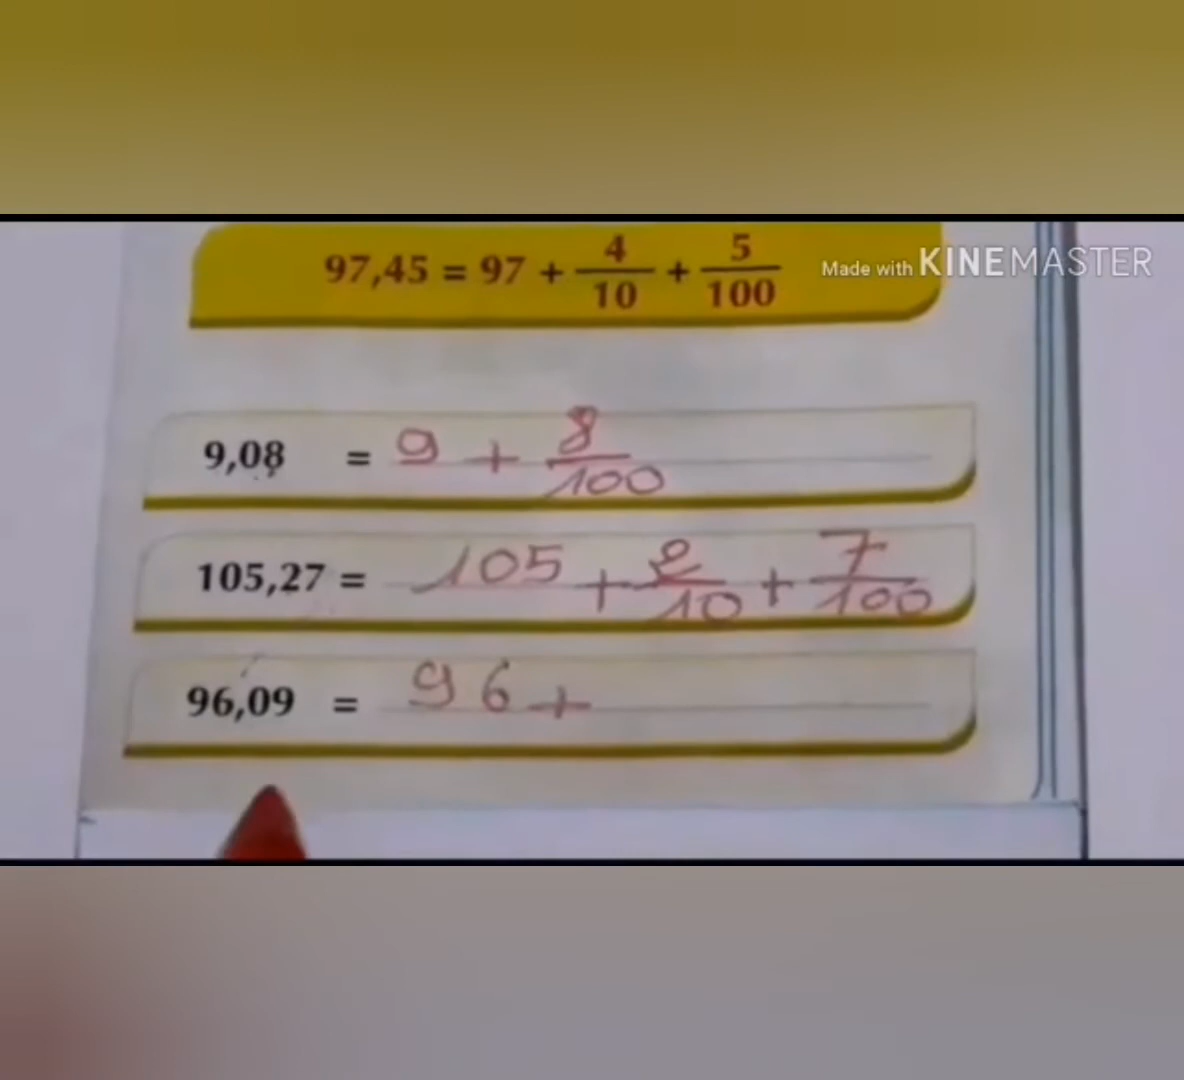 97,45 = 97 + 4/10 + 5/100
Made with KINEMASTER
9,08 = 9 + 8/100
105,27 = 105 + 2/10 + 7/100
96,09 = 96 +